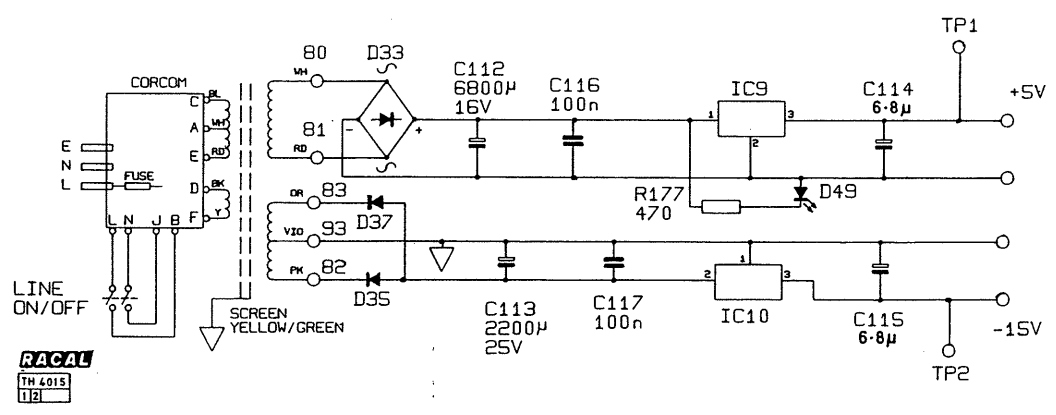 TP1
80
D33
WH
CORCOM
C112
6800µ
16V
C116
100n
IC9
C114
6·8µ
+5V
BL
C
WH
A
RD
E
81
RD
-
+
1
3
2
E
N
L
FUSE
BK
D
Y
F
L N J B
OR
83
D37
VIO
93
PK
82
D35
R177
470
D49
LINE
ON/OFF
SCREEN
YELLOW/GREEN
C113
2200µ
25V
C117
100n
2
1
3
IC10
C115
6·8µ
-15V
TP2
RACAL
TH 4015
1 2